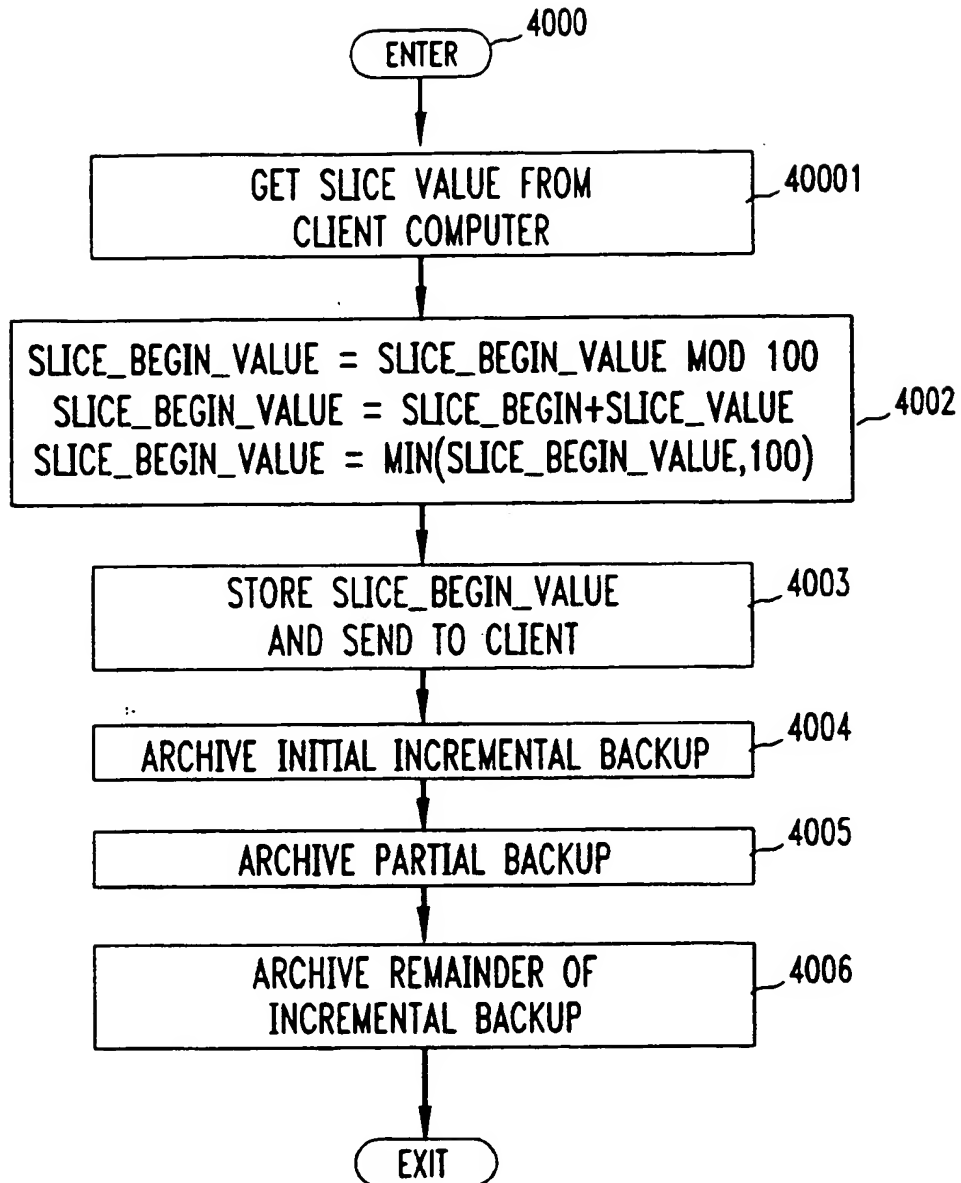 ENTER
4000
GET SLICE VALUE FROM
CLIENT COMPUTER
40001
SLICE_BEGIN_VALUE = SLICE_BEGIN_VALUE MOD 100
SLICE_BEGIN_VALUE = SLICE_BEGIN+SLICE_VALUE
SLICE_BEGIN_VALUE = MIN(SLICE_BEGIN_VALUE,100)
4002
STORE SLICE_BEGIN_VALUE
AND SEND TO CLIENT
4003
ARCHIVE INITIAL INCREMENTAL BACKUP
4004
ARCHIVE PARTIAL BACKUP
4005
ARCHIVE REMAINDER OF
INCREMENTAL BACKUP
4006
EXIT